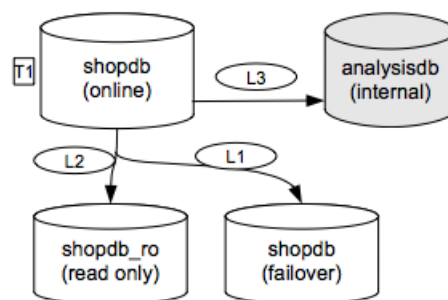 T1
shopdb
(online)
L3
analysisdb
(internal)
L2
L1
shopdb_ro
(read only)
shopdb
(failover)